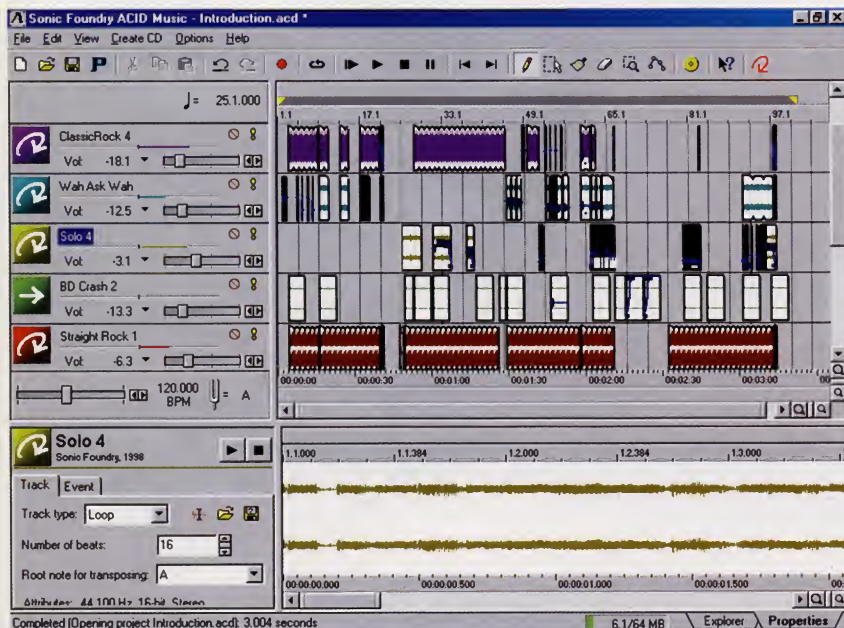 Sonic Foundry ACID Music - Introduction.acd *
File Edit View Create CD Options Help
♩= 25.1.000
1.1 17.1 33.1 49.1 65.1 81.1 97.1
ClassicRock 4
Vol: -18.1
Wah Ask Wah
Vol: -12.5
Solo 4
Vol: -3.1
BD Crash 2
Vol: -13.3
Straight Rock 1
Vol: -6.3
00:00:00 00:00:30 00:01:00 00:01:30 00:02:00 00:02:30 00:03:00
120.000 BPM = A
Solo 4
Sonic Foundry, 1998
1.1.000 1.1.384 1.2.000 1.2.384 1.3.000
Track Event
Track type: Loop
Number of beats: 16
Root note for transposing: A
00:00:00.000 00:00:00.500 00:00:01.000 00:00:01.500
Attributes: 44,100 Hz, 16-bit, Stereo
Completed (Opening project Introduction.acd): 3.004 seconds
6.1/64 MB Explorer Properties